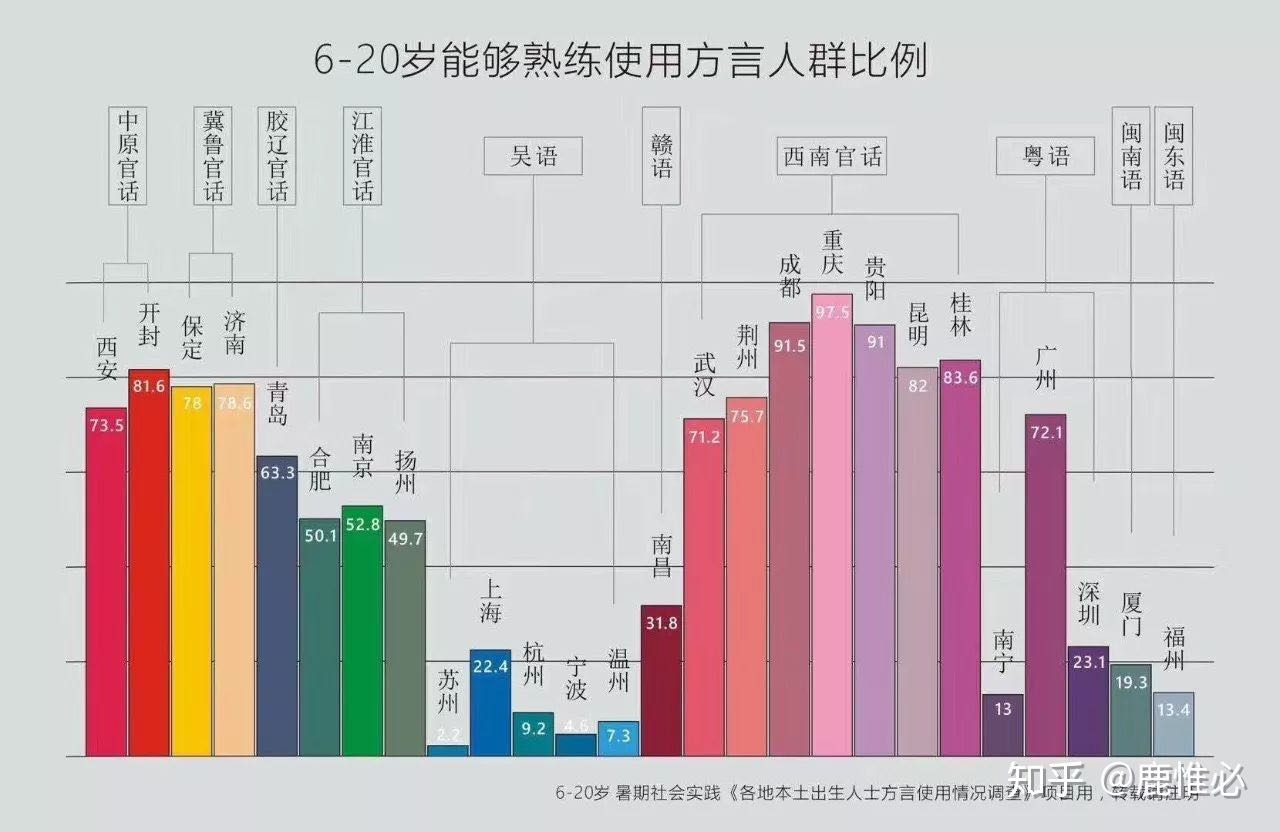 6-20岁能够熟练使用方言人群比例
中原官话
冀鲁官话
胶辽官话
江淮官话
吴语
赣语
西南官话
粤语
闽南语
闽东语
西安
73.5
开封
81.6
保定
78
济南
78.6
青岛
63.3
合肥
50.1
南京
52.8
扬州
49.7
苏州
2.2
上海
22.4
杭州
9.2
宁波
4.6
温州
7.3
南昌
31.8
武汉
71.2
荆州
75.7
成都
91.5
重庆
97.5
贵阳
91
昆明
82
桂林
83.6
南宁
13
广州
72.1
深圳
23.1
厦门
19.3
福州
13.4
6-20岁 暑期社会实践《各地本土出生人士方言使用情况调查》项目用，转载请注明
知乎 @鹿惟必